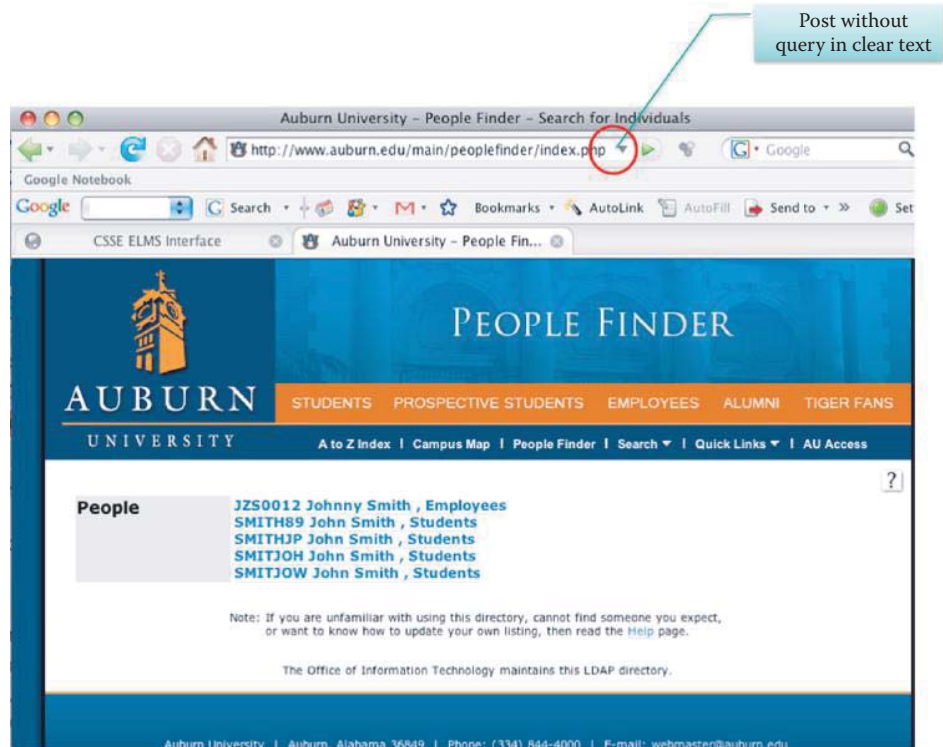 Post without
query in clear text
Auburn University – People Finder – Search for Individuals
http://www.auburn.edu/main/peoplefinder/index.php
G Google
Google Notebook
Google
G Search
Bookmarks
AutoLink
AutoFill
Send to
»
Set
CSSE ELMS Interface
Auburn University – People Fin...
PEOPLE FINDER
AUBURN
UNIVERSITY
STUDENTS PROSPECTIVE STUDENTS EMPLOYEES ALUMNI TIGER FANS
A to Z Index | Campus Map | People Finder | Search ▼ | Quick Links ▼ | AU Access
?
People
JZS0012 Johnny Smith , Employees
SMITH89 John Smith , Students
SMITHJP John Smith , Students
SMITJOH John Smith , Students
SMITJOW John Smith , Students
Note: If you are unfamiliar with using this directory, cannot find someone you expect,
or want to know how to update your own listing, then read the Help page.
The Office of Information Technology maintains this LDAP directory.
Auburn University | Auburn, Alabama 36849 | Phone: (334) 844-4000 | E-mail: webmaster@auburn.edu